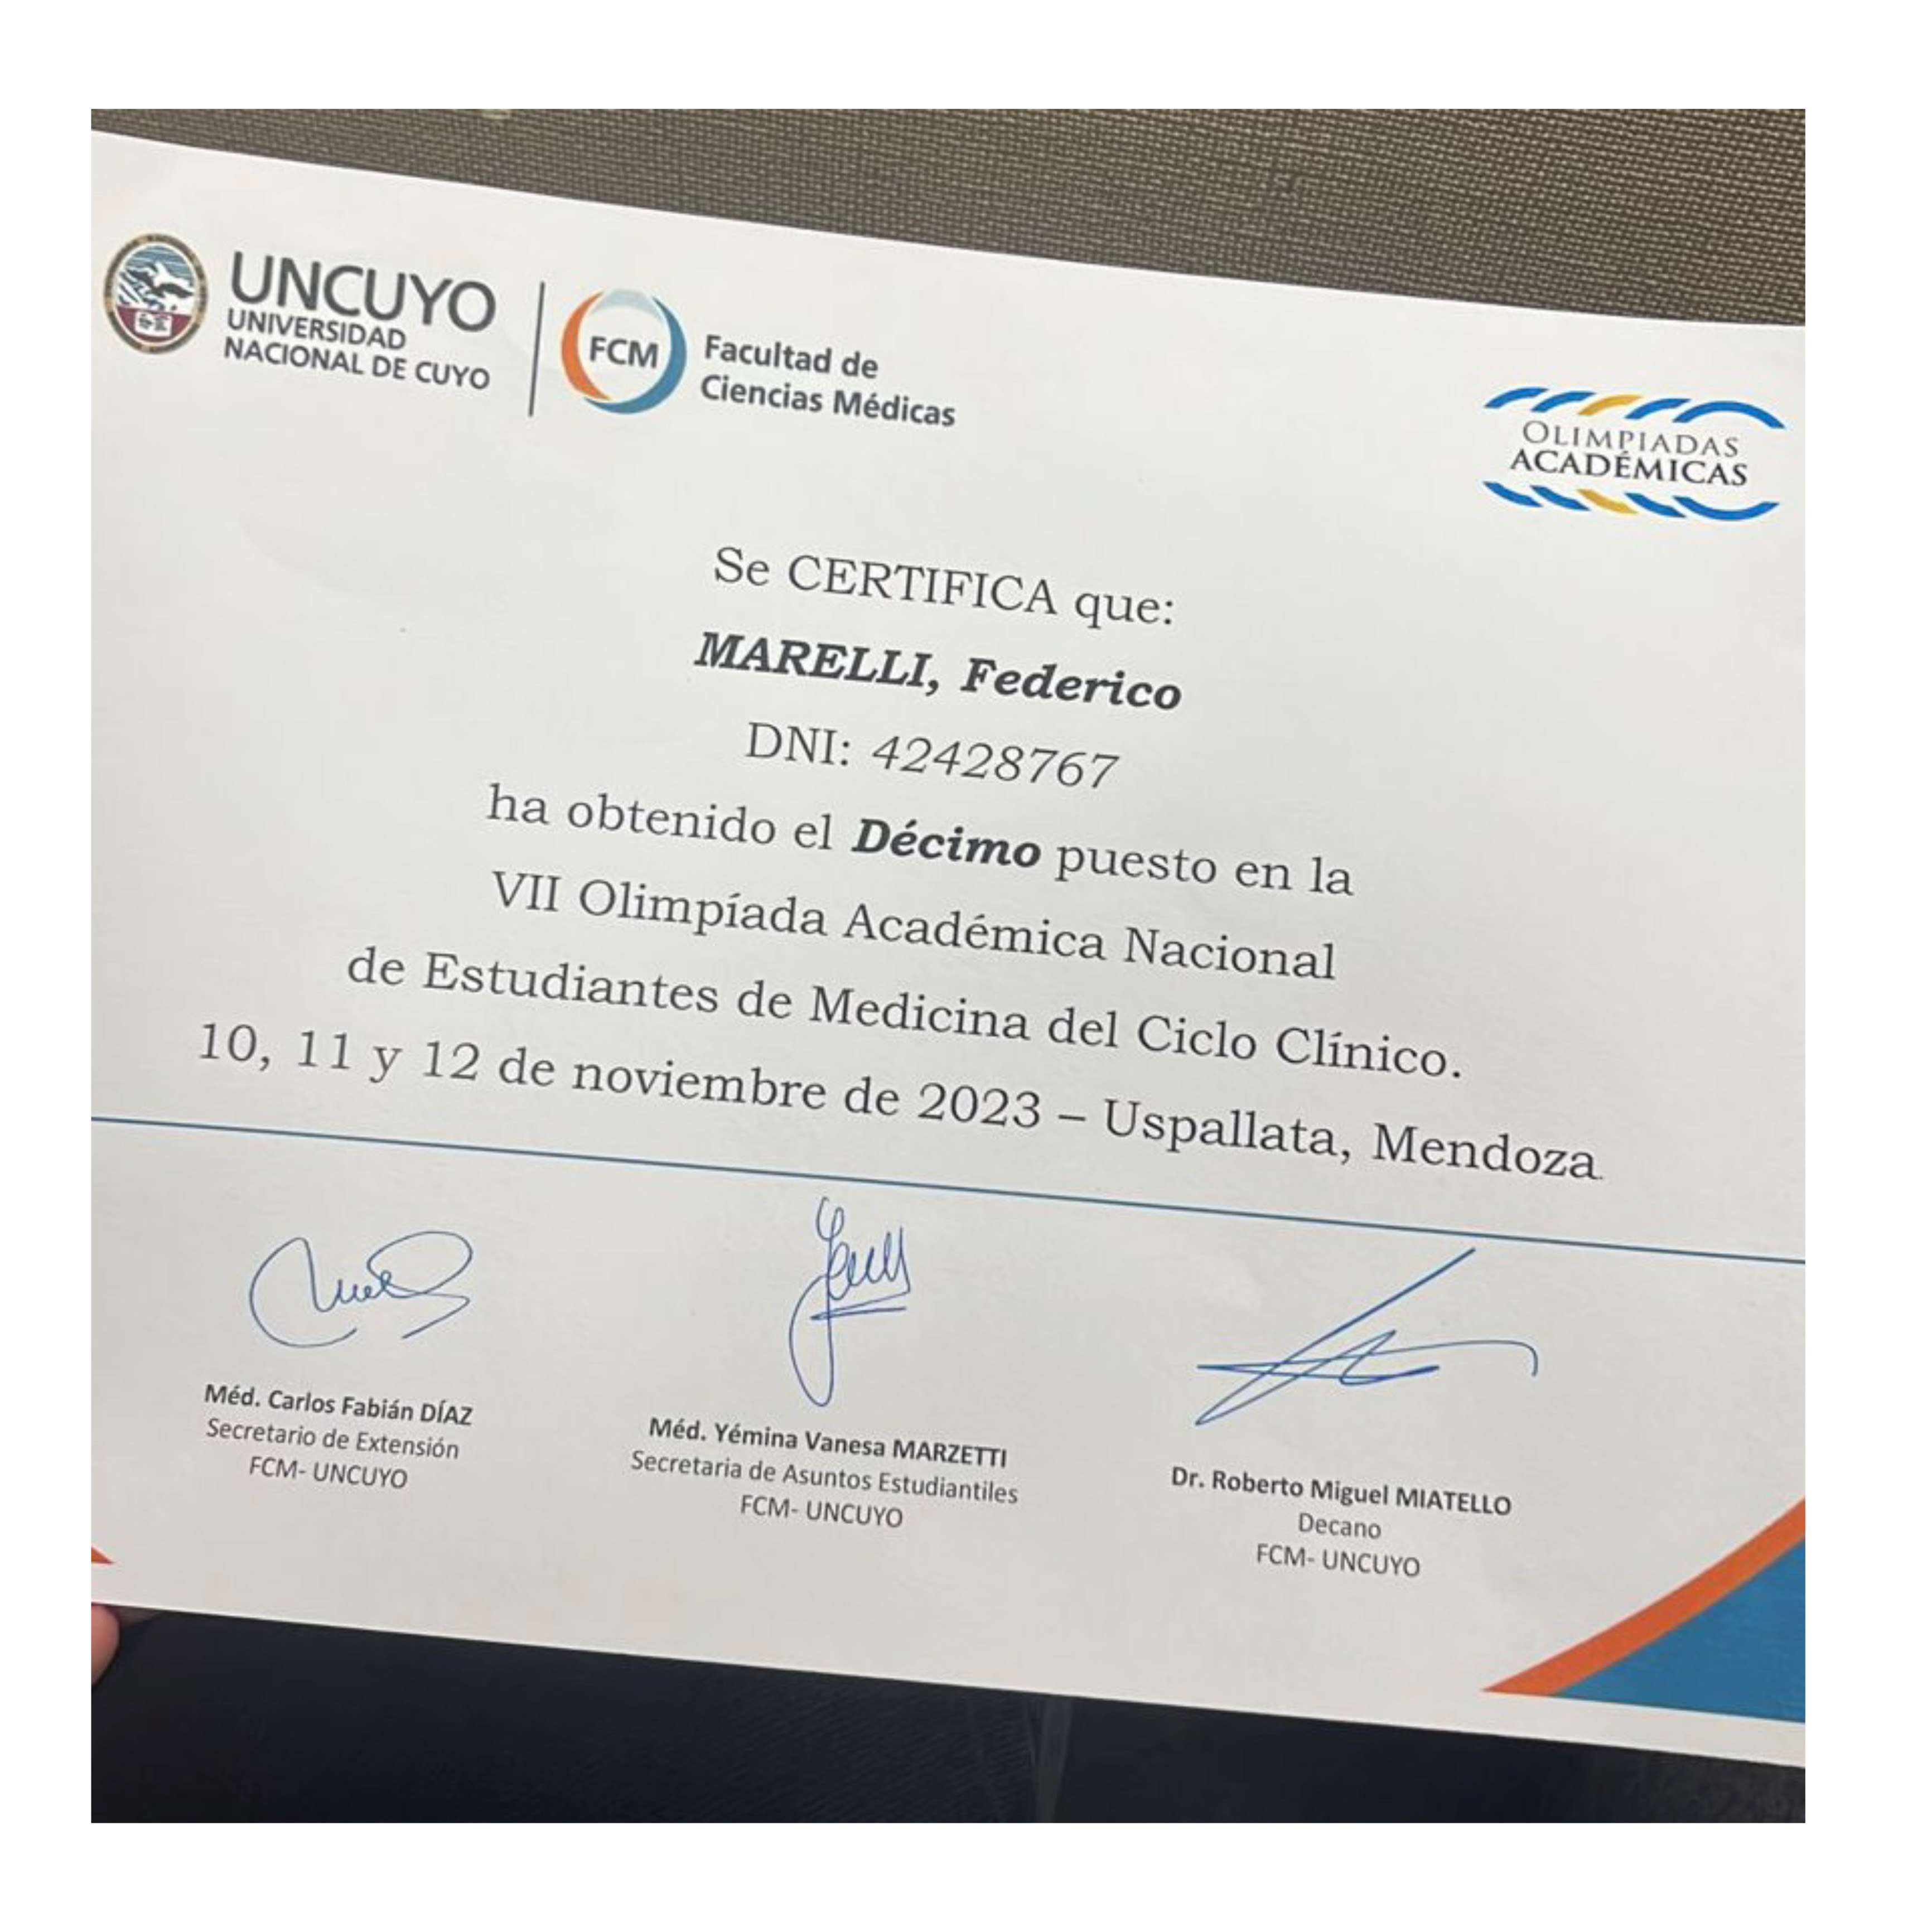 UNCUYO
UNIVERSIDAD
NACIONAL DE CUYO
FCM
Facultad de
Ciencias Médicas
OLIMPIADAS
ACADÉMICAS
Se CERTIFICA que:
MARELLI, Federico
DNI: 42428767
ha obtenido el Décimo puesto en la
VII Olimpíada Académica Nacional
de Estudiantes de Medicina del Ciclo Clínico.
10, 11 y 12 de noviembre de 2023 – Uspallata, Mendoza.
Méd. Carlos Fabián DÍAZ
Secretario de Extensión
FCM- UNCUYO
Méd. Yémina Vanesa MARZETTI
Secretaria de Asuntos Estudiantiles
FCM- UNCUYO
Dr. Roberto Miguel MIATELLO
Decano
FCM- UNCUYO